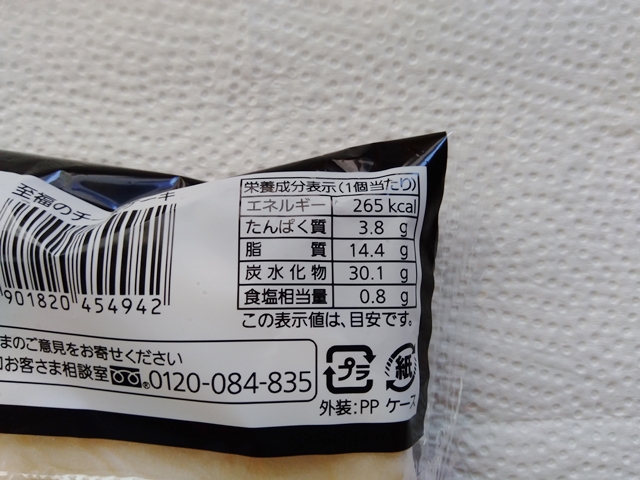 至福のチ
キ
901820 454942
栄養成分表示(1個当たり)
エネルギー 265 kcal
たんぱく質 3.8 g
脂質 14.4 g
炭水化物 30.1 g
食塩相当量 0.8 g
この表示値は、目安です。
まのご意見をお寄せください
お客さま相談室 0120-084-835
プラ 紙
外装:PP ケース